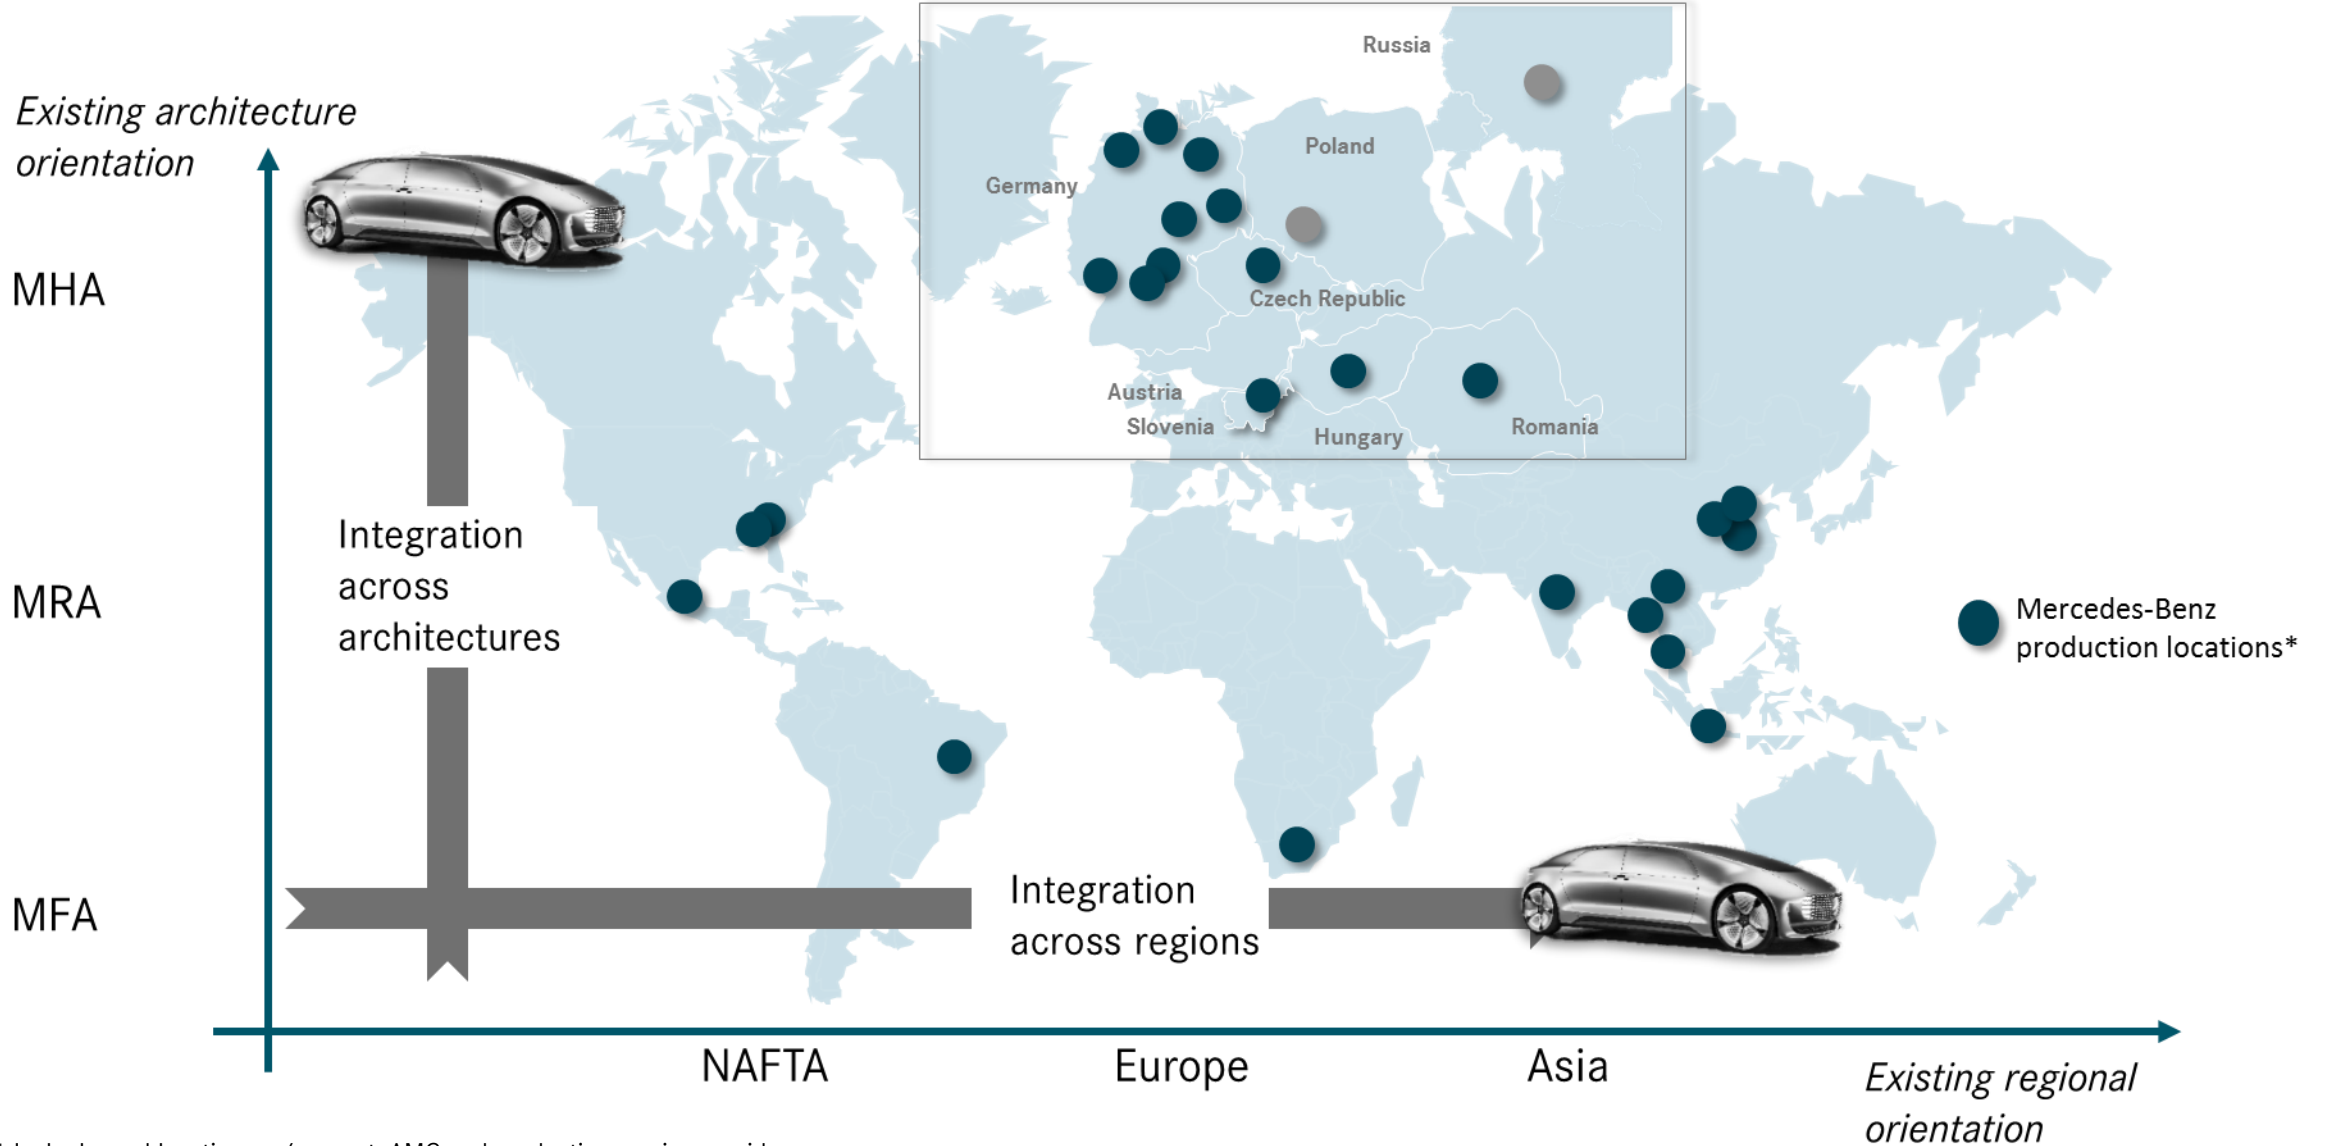 Existing architecture
orientation
MHA
MRA
MFA
Integration
across
architectures
Russia
Poland
Germany
Czech Republic
Austria
Slovenia
Hungary
Romania
Mercedes-Benz
production locations*
Integration
across regions
NAFTA
Europe
Asia
Existing regional
orientation